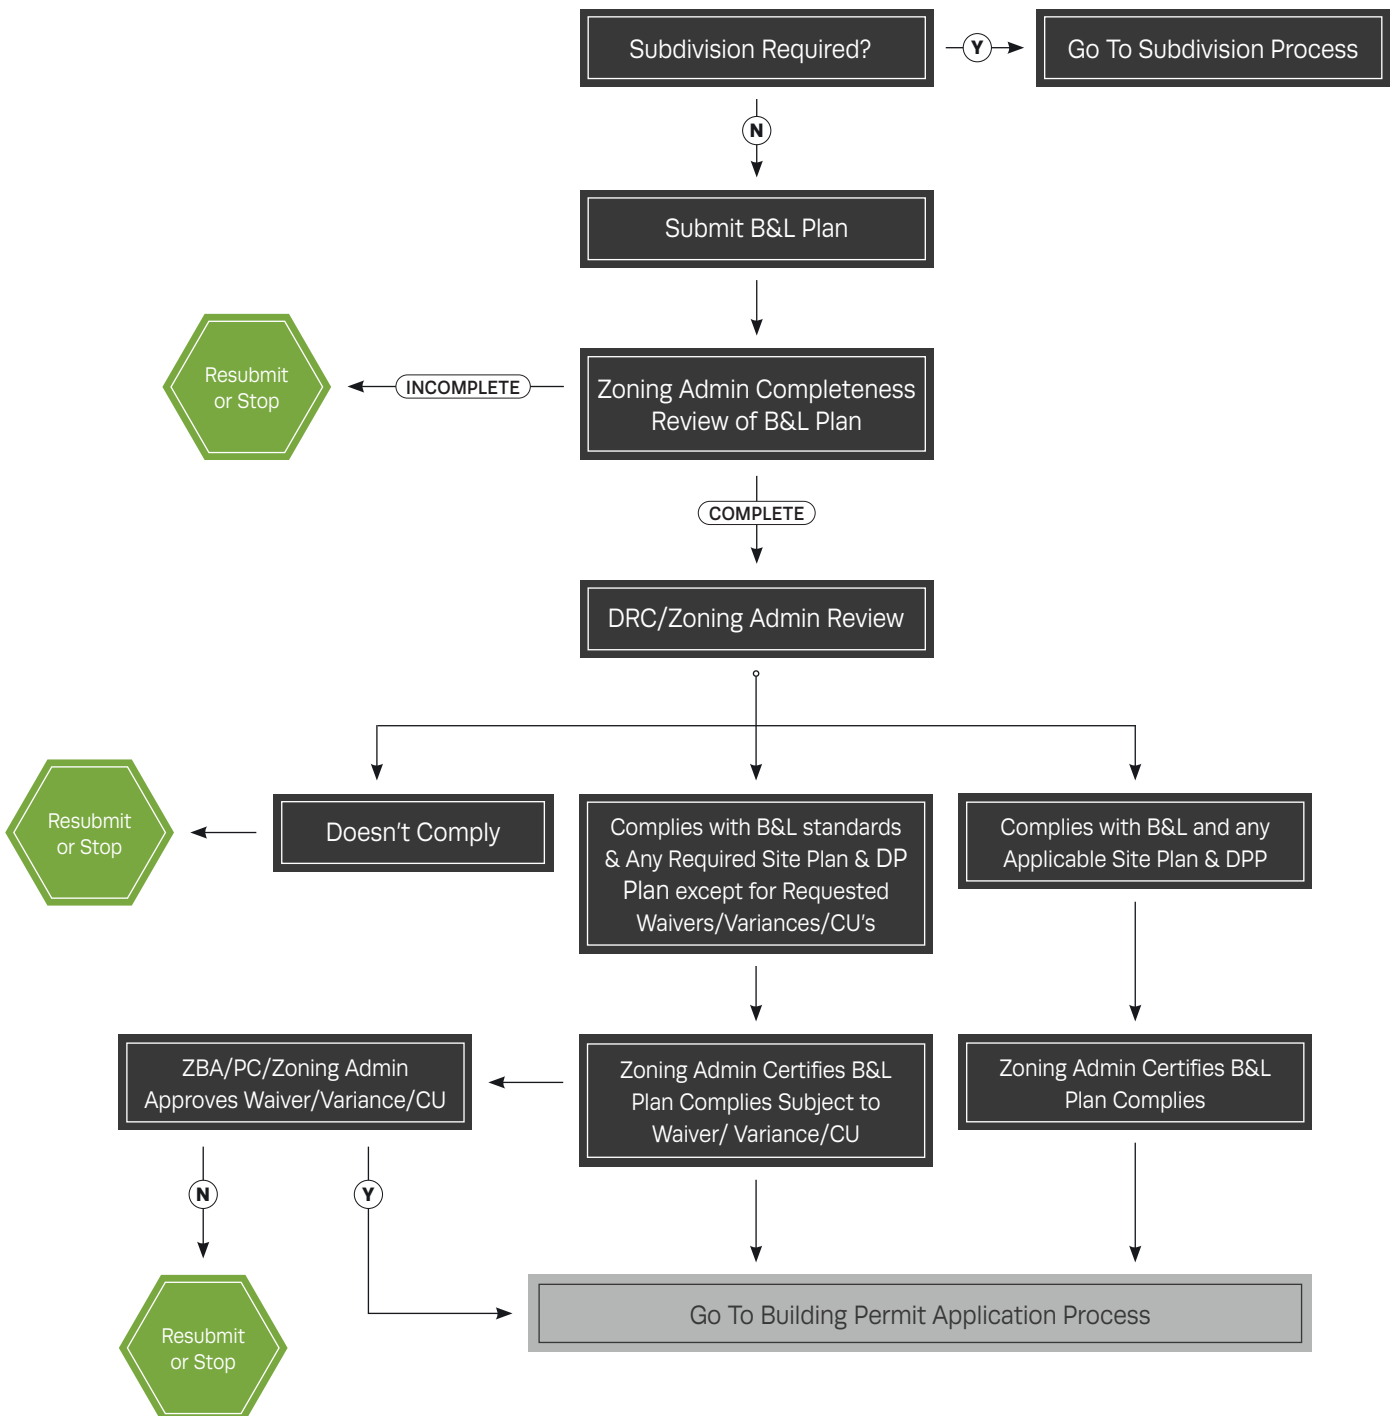 Subdivision Required?
Y
Go To Subdivision Process
N
Submit B&L Plan
Resubmit
or Stop
INCOMPLETE
Zoning Admin Completeness
Review of B&L Plan
COMPLETE
DRC/Zoning Admin Review
Resubmit
or Stop
Doesn't Comply
Complies with B&L standards
& Any Required Site Plan & DP
Plan except for Requested
Waivers/Variances/CU's
Complies with B&L and any
Applicable Site Plan & DPP
ZBA/PC/Zoning Admin
Approves Waiver/Variance/CU
Zoning Admin Certifies B&L
Plan Complies Subject to
Waiver/ Variance/CU
Zoning Admin Certifies B&L
Plan Complies
N
Y
Resubmit
or Stop
Go To Building Permit Application Process